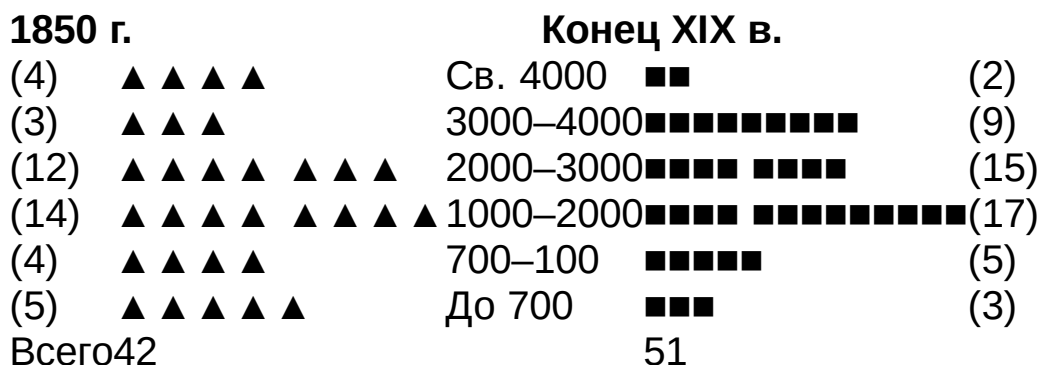 1850 г. Конец XIX в.
(4) ▲ ▲ ▲ ▲ Св. 4000 ■■ (2)
(3) ▲ ▲ ▲ 3000–4000 ■■■■■■■■■ (9)
(12) ▲ ▲ ▲ ▲ ▲ ▲ ▲ 2000–3000 ■■■■ ■■■■ (15)
(14) ▲ ▲ ▲ ▲ ▲ ▲ ▲ ▲ 1000–2000 ■■■■ ■■■■■■■■■ (17)
(4) ▲ ▲ ▲ ▲ 700–100 ■■■■■ (5)
(5) ▲ ▲ ▲ ▲ ▲ До 700 ■■■ (3)
Всего42 51